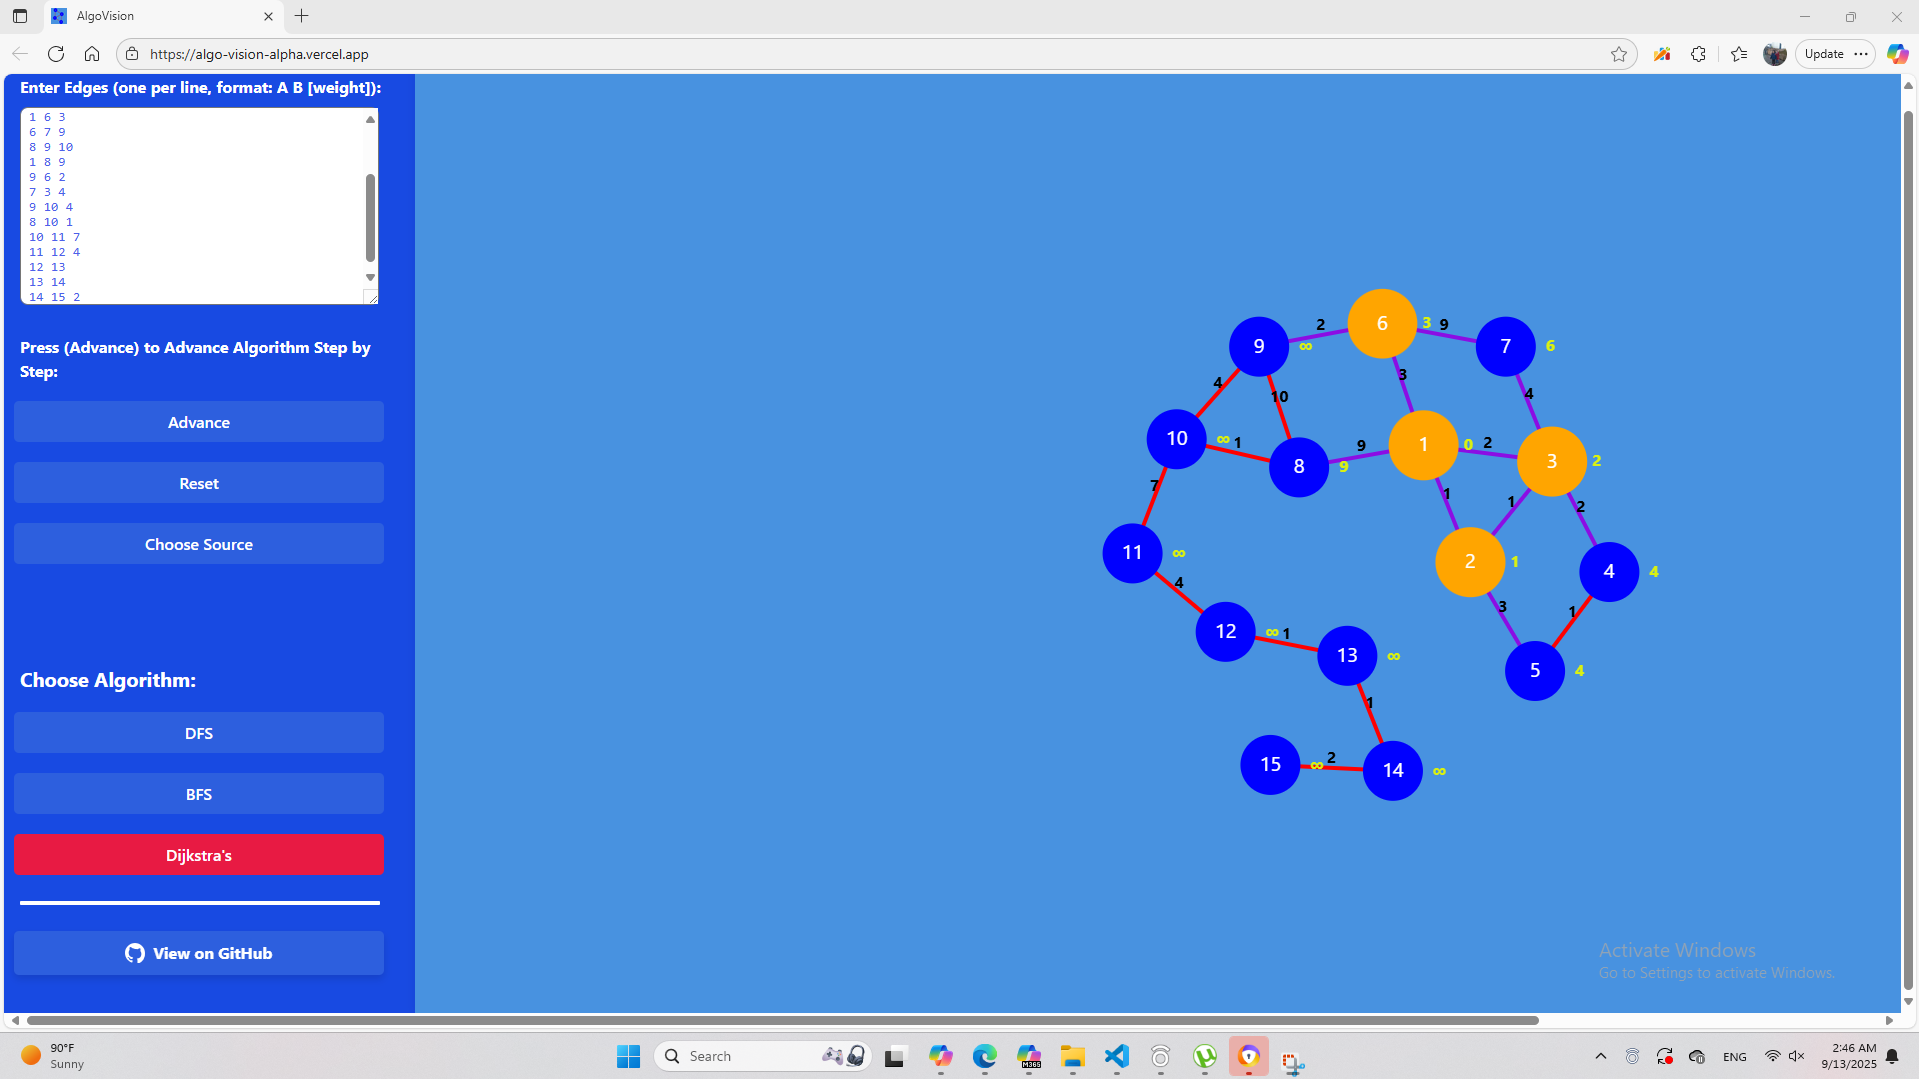 AlgoVision
https://algo-vision-alpha.vercel.app
Update
Enter Edges (one per line, format: A B [weight]):
1 6 3
6 7 9
8 9 10
1 8 9
9 6 2
7 3 4
9 10 4
8 10 1
10 11 7
11 12 4
12 13
13 14
14 15 2
Press (Advance) to Advance Algorithm Step by
Step:
Advance
Reset
Choose Source
Choose Algorithm:
DFS
BFS
Dijkstra's
View on GitHub
2
6
3
9
9
∞
7
6
3
4
4
10
10
∞
1
8
9
9
1
0
2
3
2
7
1
1
2
11
∞
2
1
4
4
4
3
1
12
∞
1
13
∞
5
4
1
15
∞
2
14
∞
Activate Windows
Go to Settings to activate Windows.
90°F
Sunny
Search
M365
ENG
2:46 AM
9/13/2025